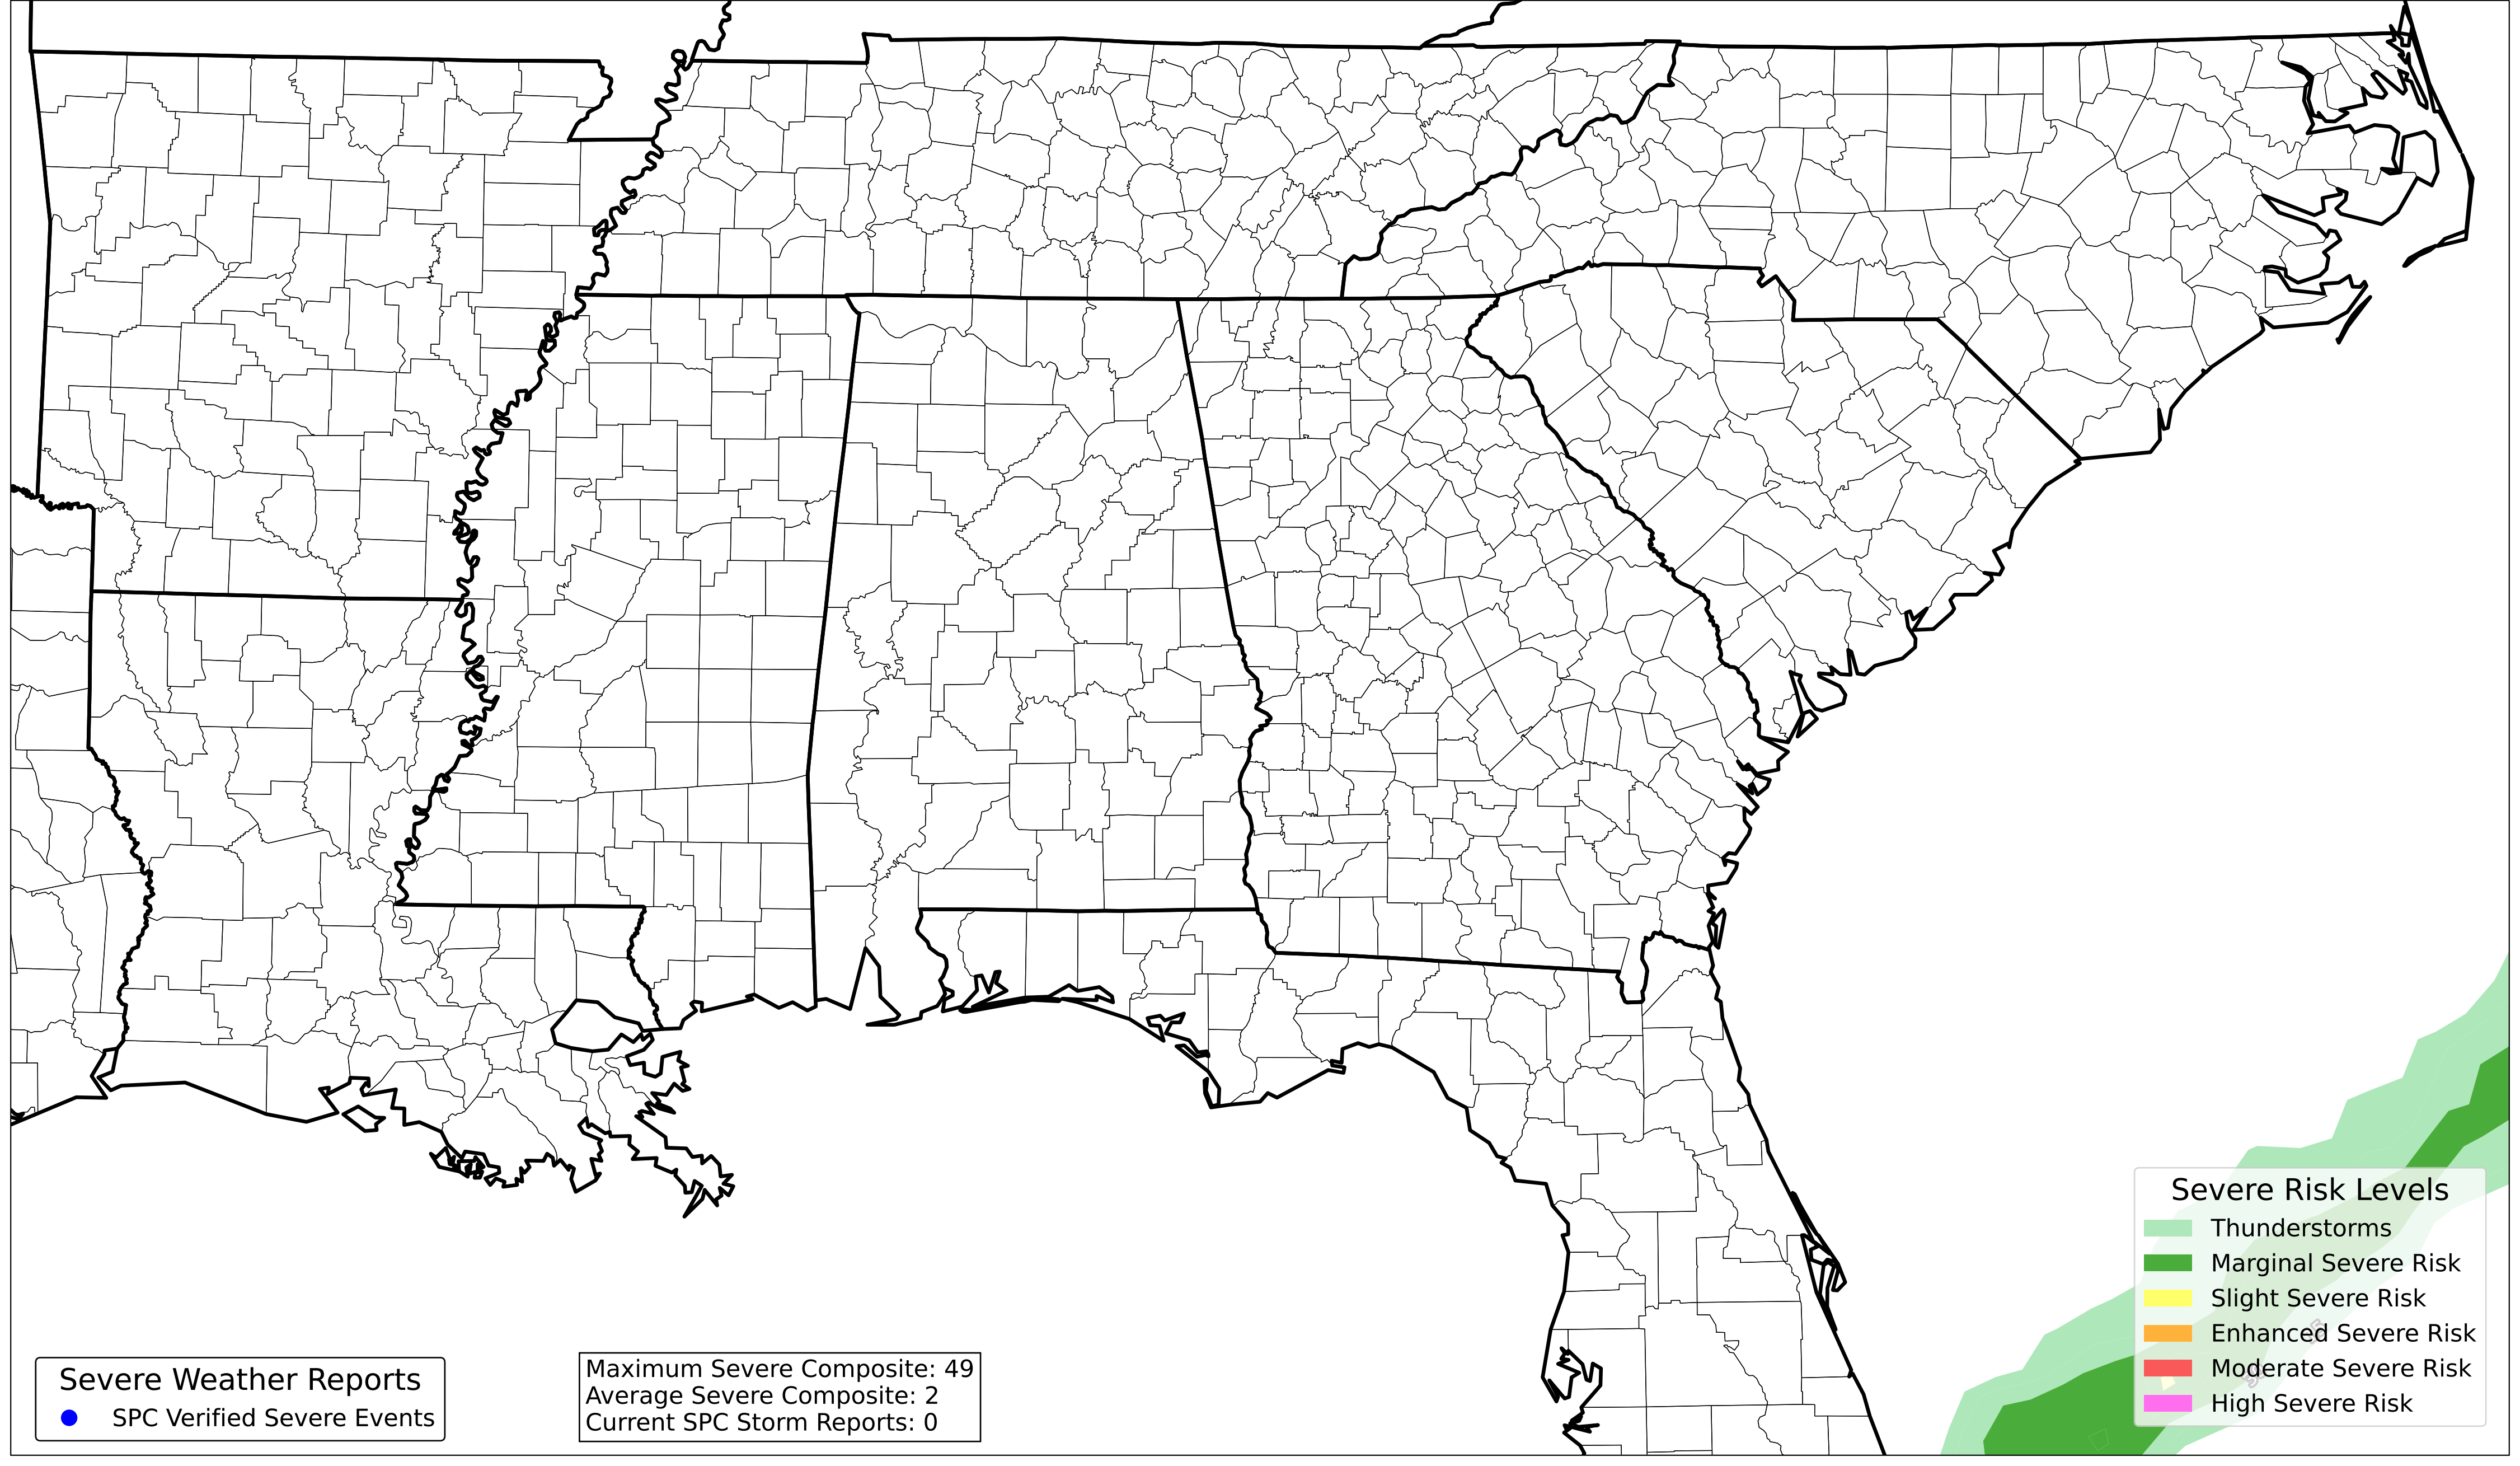 Severe Risk Levels
Thunderstorms
Marginal Severe Risk
Slight Severe Risk
Enhanced Severe Risk
Moderate Severe Risk
High Severe Risk
Severe Weather Reports
SPC Verified Severe Events
Maximum Severe Composite: 49
Average Severe Composite: 2
Current SPC Storm Reports: 0